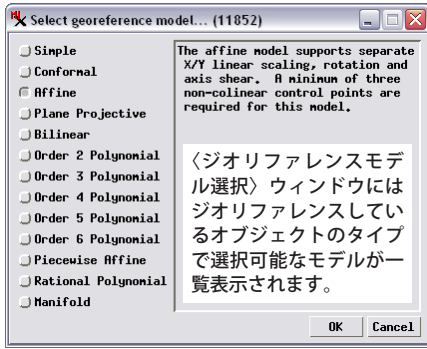 Select georeference model... (11852)
Simple
Conformal
Affine
Plane Projective
Bilinear
Order 2 Polynomial
Order 3 Polynomial
Order 4 Polynomial
Order 5 Polynomial
Order 6 Polynomial
Piecewise Affine
Rational Polynomial
Manifold
The affine model supports separate
X/Y linear scaling, rotation and
axis shear. A minimum of three
non-colinear control points are
required for this model.
〈ジオリファレンスモデ
ル選択〉ウィンドウには
ジオリファレンスしてい
るオブジェクトのタイプ
で選択可能なモデルが一
覧表示されます。
OK
Cancel